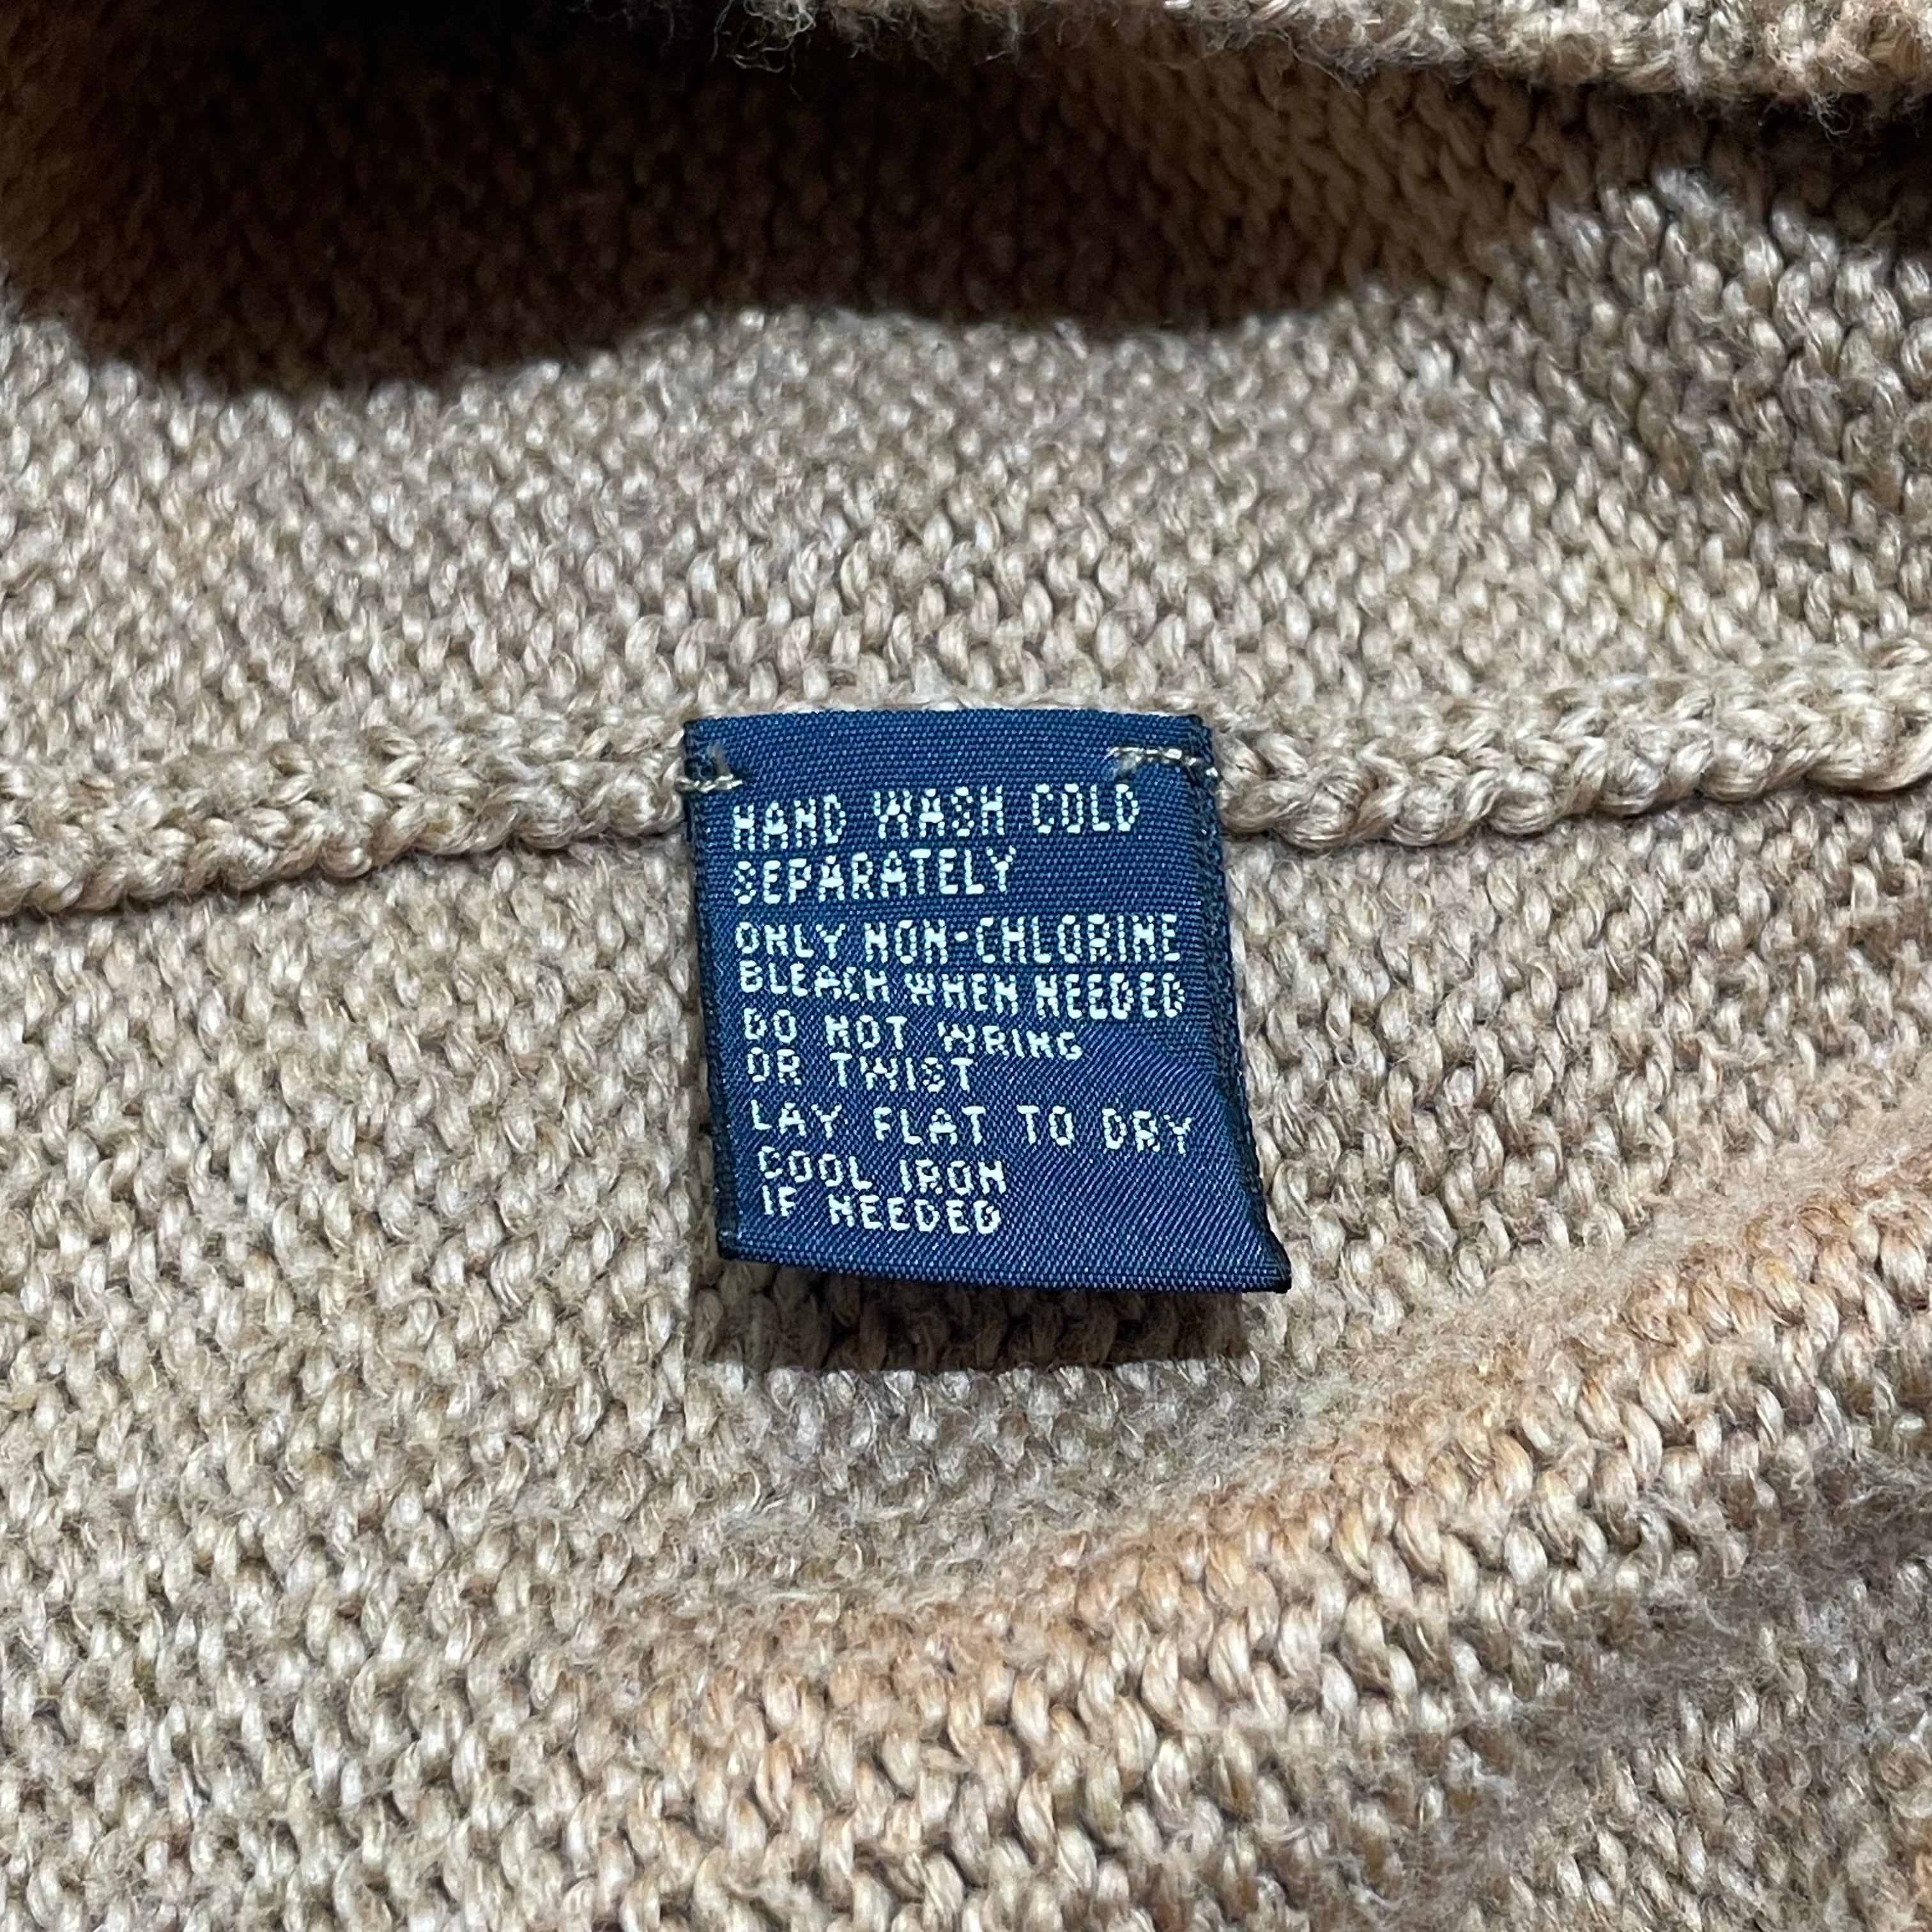 HAND WASH COLD
SEPARATELY
ONLY NON-CHLORINE
BLEACH WHEN NEEDED
DO NOT WRING
OR TWIST
LAY FLAT TO DRY
COOL IRON
IF NEEDED